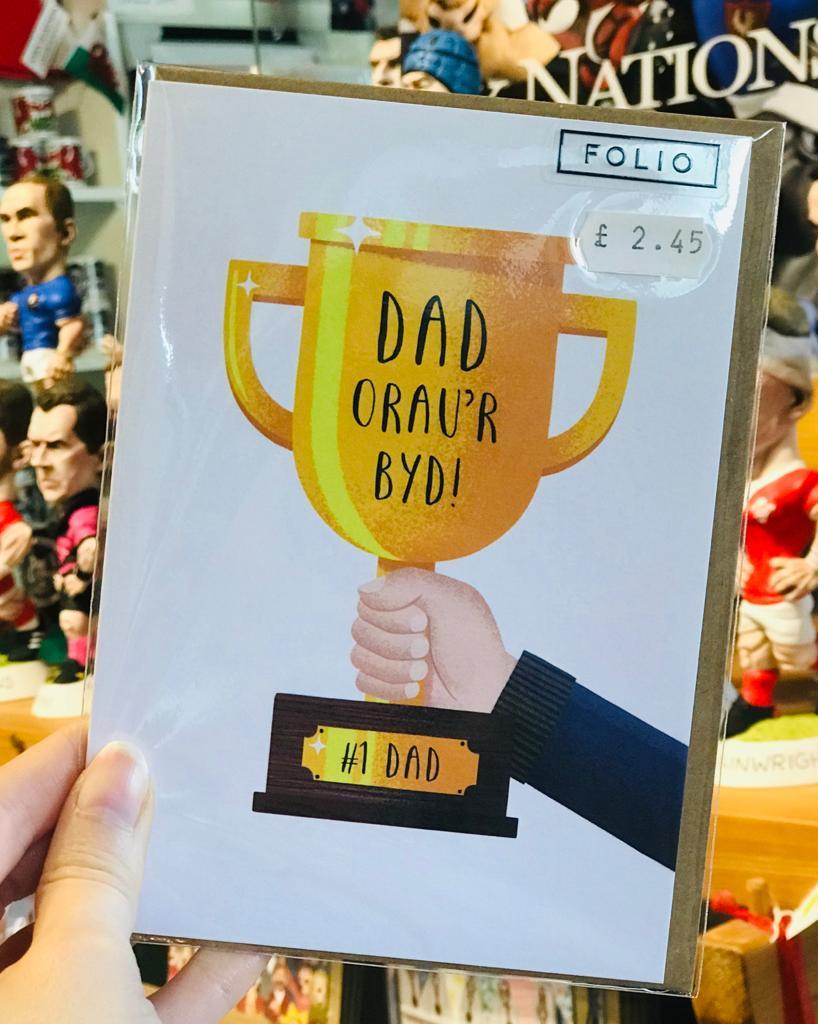 NATIONS
FOLIO
£ 2.45
DAD
ORAU'R
BYD!
#1 DAD